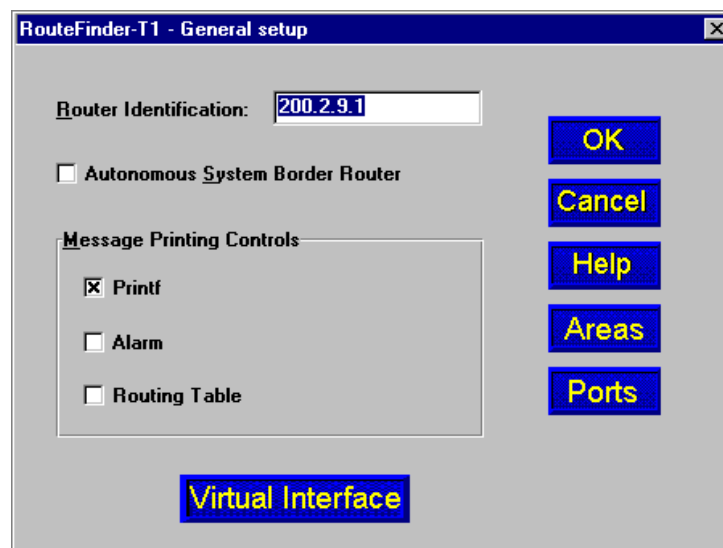 RouteFinder-T1 - General setup
Router Identification: 200.2.9.1
OK
Autonomous System Border Router
Cancel
Message Printing Controls
Help
Printf
Alarm
Areas
Routing Table
Ports
Virtual Interface